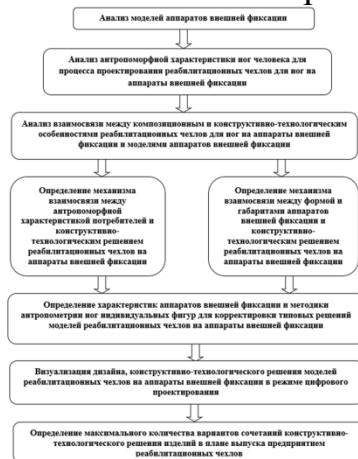 Анализ моделей аппаратов внешней фиксации
Анализ антропоморфной характеристики ног человека для
процесса проектирования реабилитационных чехлов для ног на
аппараты внешней фиксации
Анализ взаимосвязи между композиционным и конструктивно-технологическим
особенностями реабилитационных чехлов для ног на аппараты внешней
фиксации и моделями аппаратов внешней фиксации
Определение механизма
взаимосвязи между
антропоморфной
характеристикой потребителей и
конструктивно-
технологическим решением
реабилитационных чехлов на
аппараты внешней фиксации
Определение механизма
взаимосвязи между формой и
габаритами аппаратов
внешней фиксации и
конструктивно-
технологическим решением
реабилитационных чехлов на
аппараты внешней фиксации
Определение характеристик аппаратов внешней фиксации и методики
антропометрии ног индивидуальных фигур для корректировки типовых решений
моделей реабилитационных чехлов на аппараты внешней фиксации
Визуализация дизайна, конструктивно-технологического решения моделей
реабилитационных чехлов на аппараты внешней фиксации в режиме цифрового
проектирования
Определение максимального количества вариантов сочетаний конструктивно-
технологического решения изделий в плане выпуска предприятием
реабилитационных чехлов